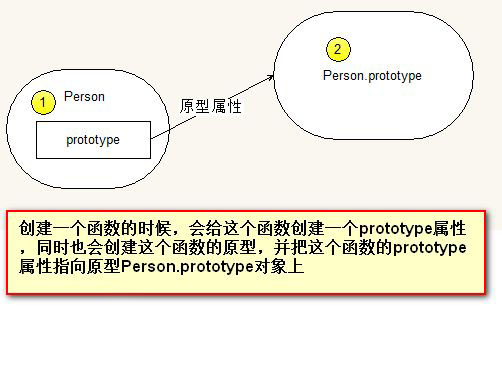 1
Person
prototype
原型属性
2
Person.prototype
创建一个函数的时候，会给这个函数创建一个prototype属性
，同时也会创建这个函数的原型，并把这个函数的prototype
属性指向原型Person.prototype对象上